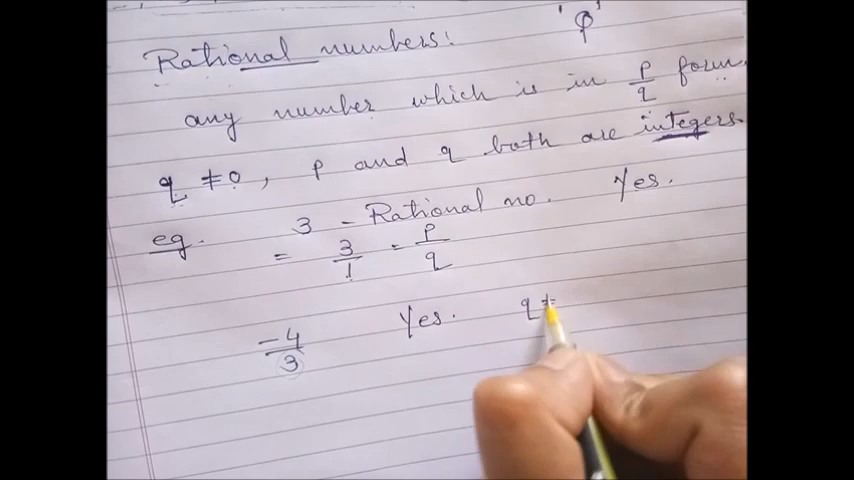 'φ'
Rational numbers:
any number which is in p/q form,
q ≠ 0, p and q both are integers.
eg. 3 - Rational no. Yes.
= 3/1 = p/q
-4/3 Yes. q ≠